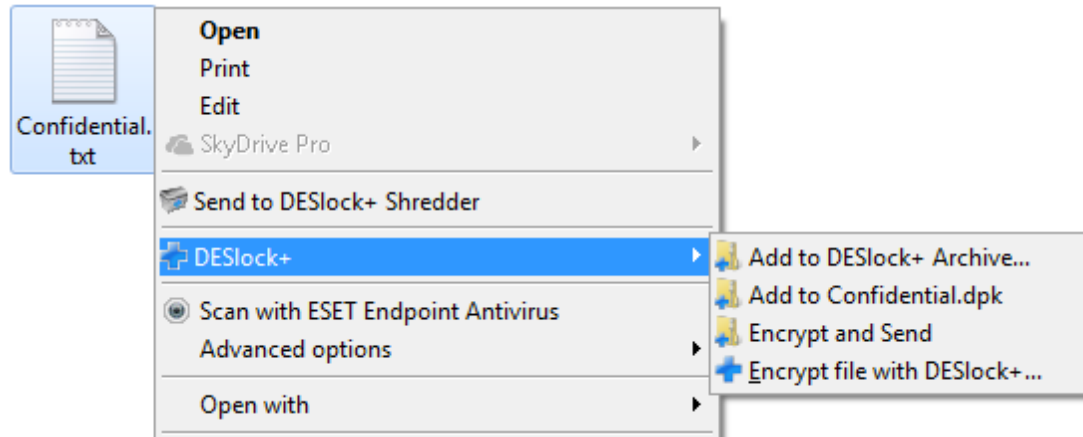 Confidential.
txt
Open
Print
Edit
SkyDrive Pro
Send to DESlock+ Shredder
DESlock+
Scan with ESET Endpoint Antivirus
Advanced options
Open with
Add to DESlock+ Archive...
Add to Confidential.dpk
Encrypt and Send
Encrypt file with DESlock+...